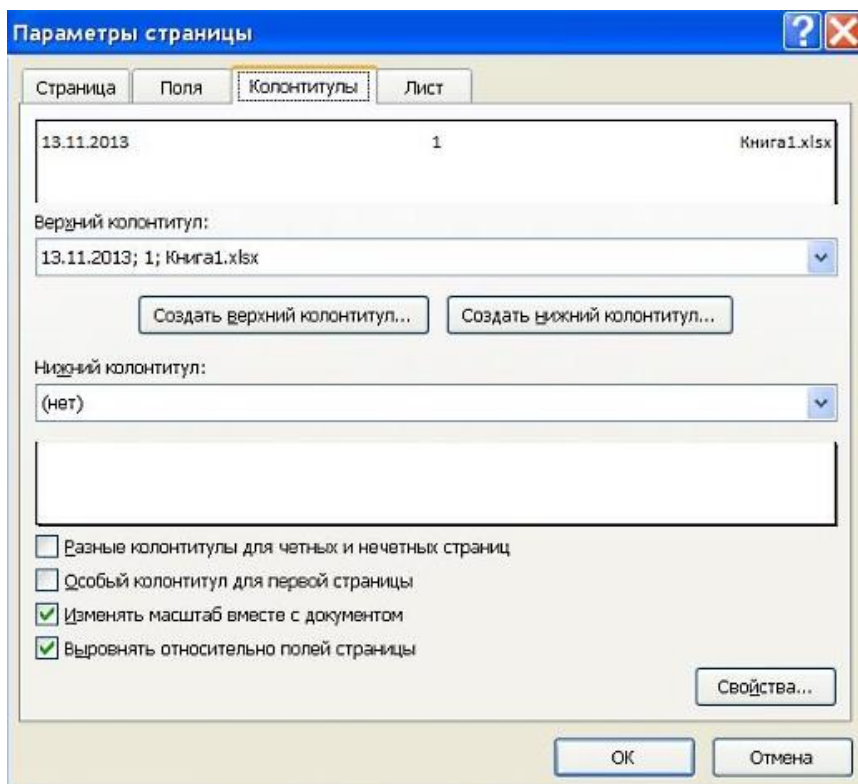 Параметры страницы
Страница Поля Колонтитулы Лист
13.11.2013 1 Книга1.xlsx
Верхний колонтитул:
13.11.2013; 1; Книга1.xlsx
Создать верхний колонтитул... Создать нижний колонтитул...
Нижний колонтитул:
(нет)
Разные колонтитулы для четных и нечетных страниц
Особый колонтитул для первой страницы
Изменять масштаб вместе с документом
Выровнять относительно полей страницы
Свойства...
ОК Отмена